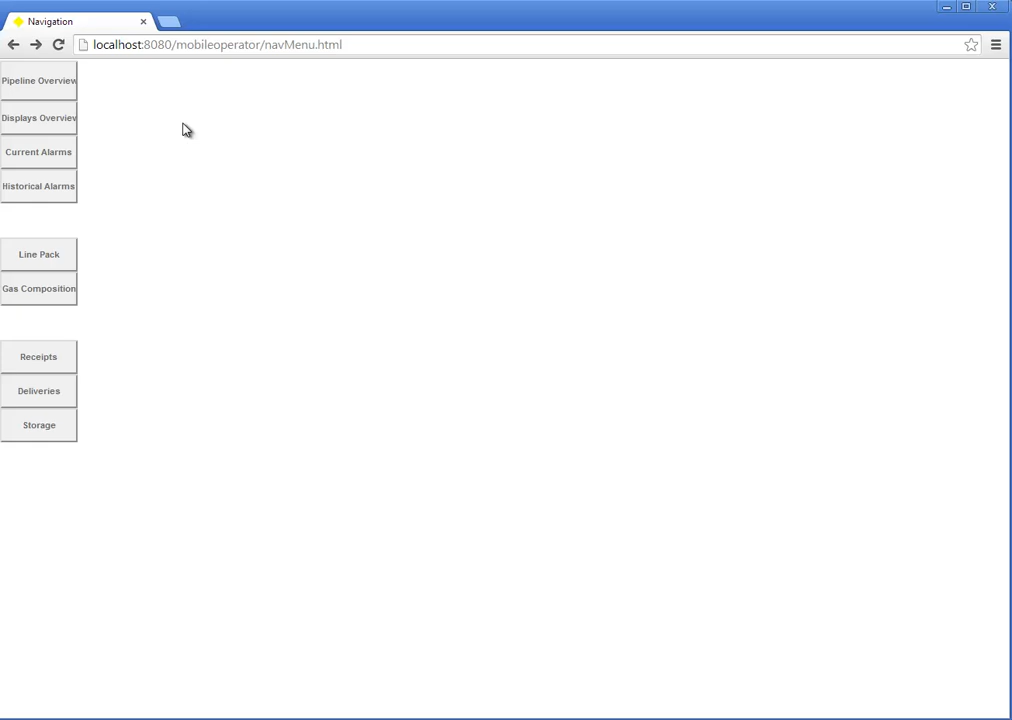 Navigation
localhost:8080/mobileoperator/navMenu.html
Pipeline Overview
Displays Overview
Current Alarms
Historical Alarms
Line Pack
Gas Composition
Receipts
Deliveries
Storage